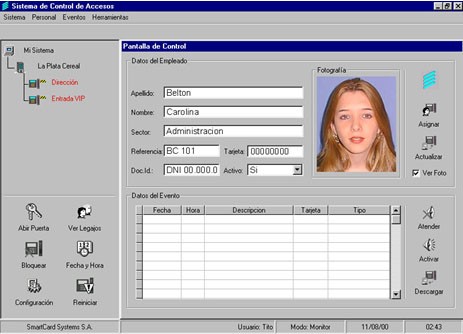 Sistema de Control de Accesos
Sistema Personal Eventos Herramientas
Mi Sistema
La Plata Cereal
Dirección
Entrada VIP
Abrir Puerta Ver Legajos
Bloquear Fecha y Hora
Configuración Reiniciar
Pantalla de Control
Datos del Empleado
Apellido: Belton
Nombre: Carolina
Sector: Administracion
Referencia: BC 101 Tarjeta: 00000000
Doc.Id.: DNI 00.000.0 Activo: Si
Fotografía
Asignar
Actualizar
Ver Foto
Datos del Evento
Fecha Hora Descripcion Tarjeta Tipo
Atender
Activar
Descargar
SmartCard Systems S.A. Usuario: Tito Modo: Monitor 11/08/00 02:43